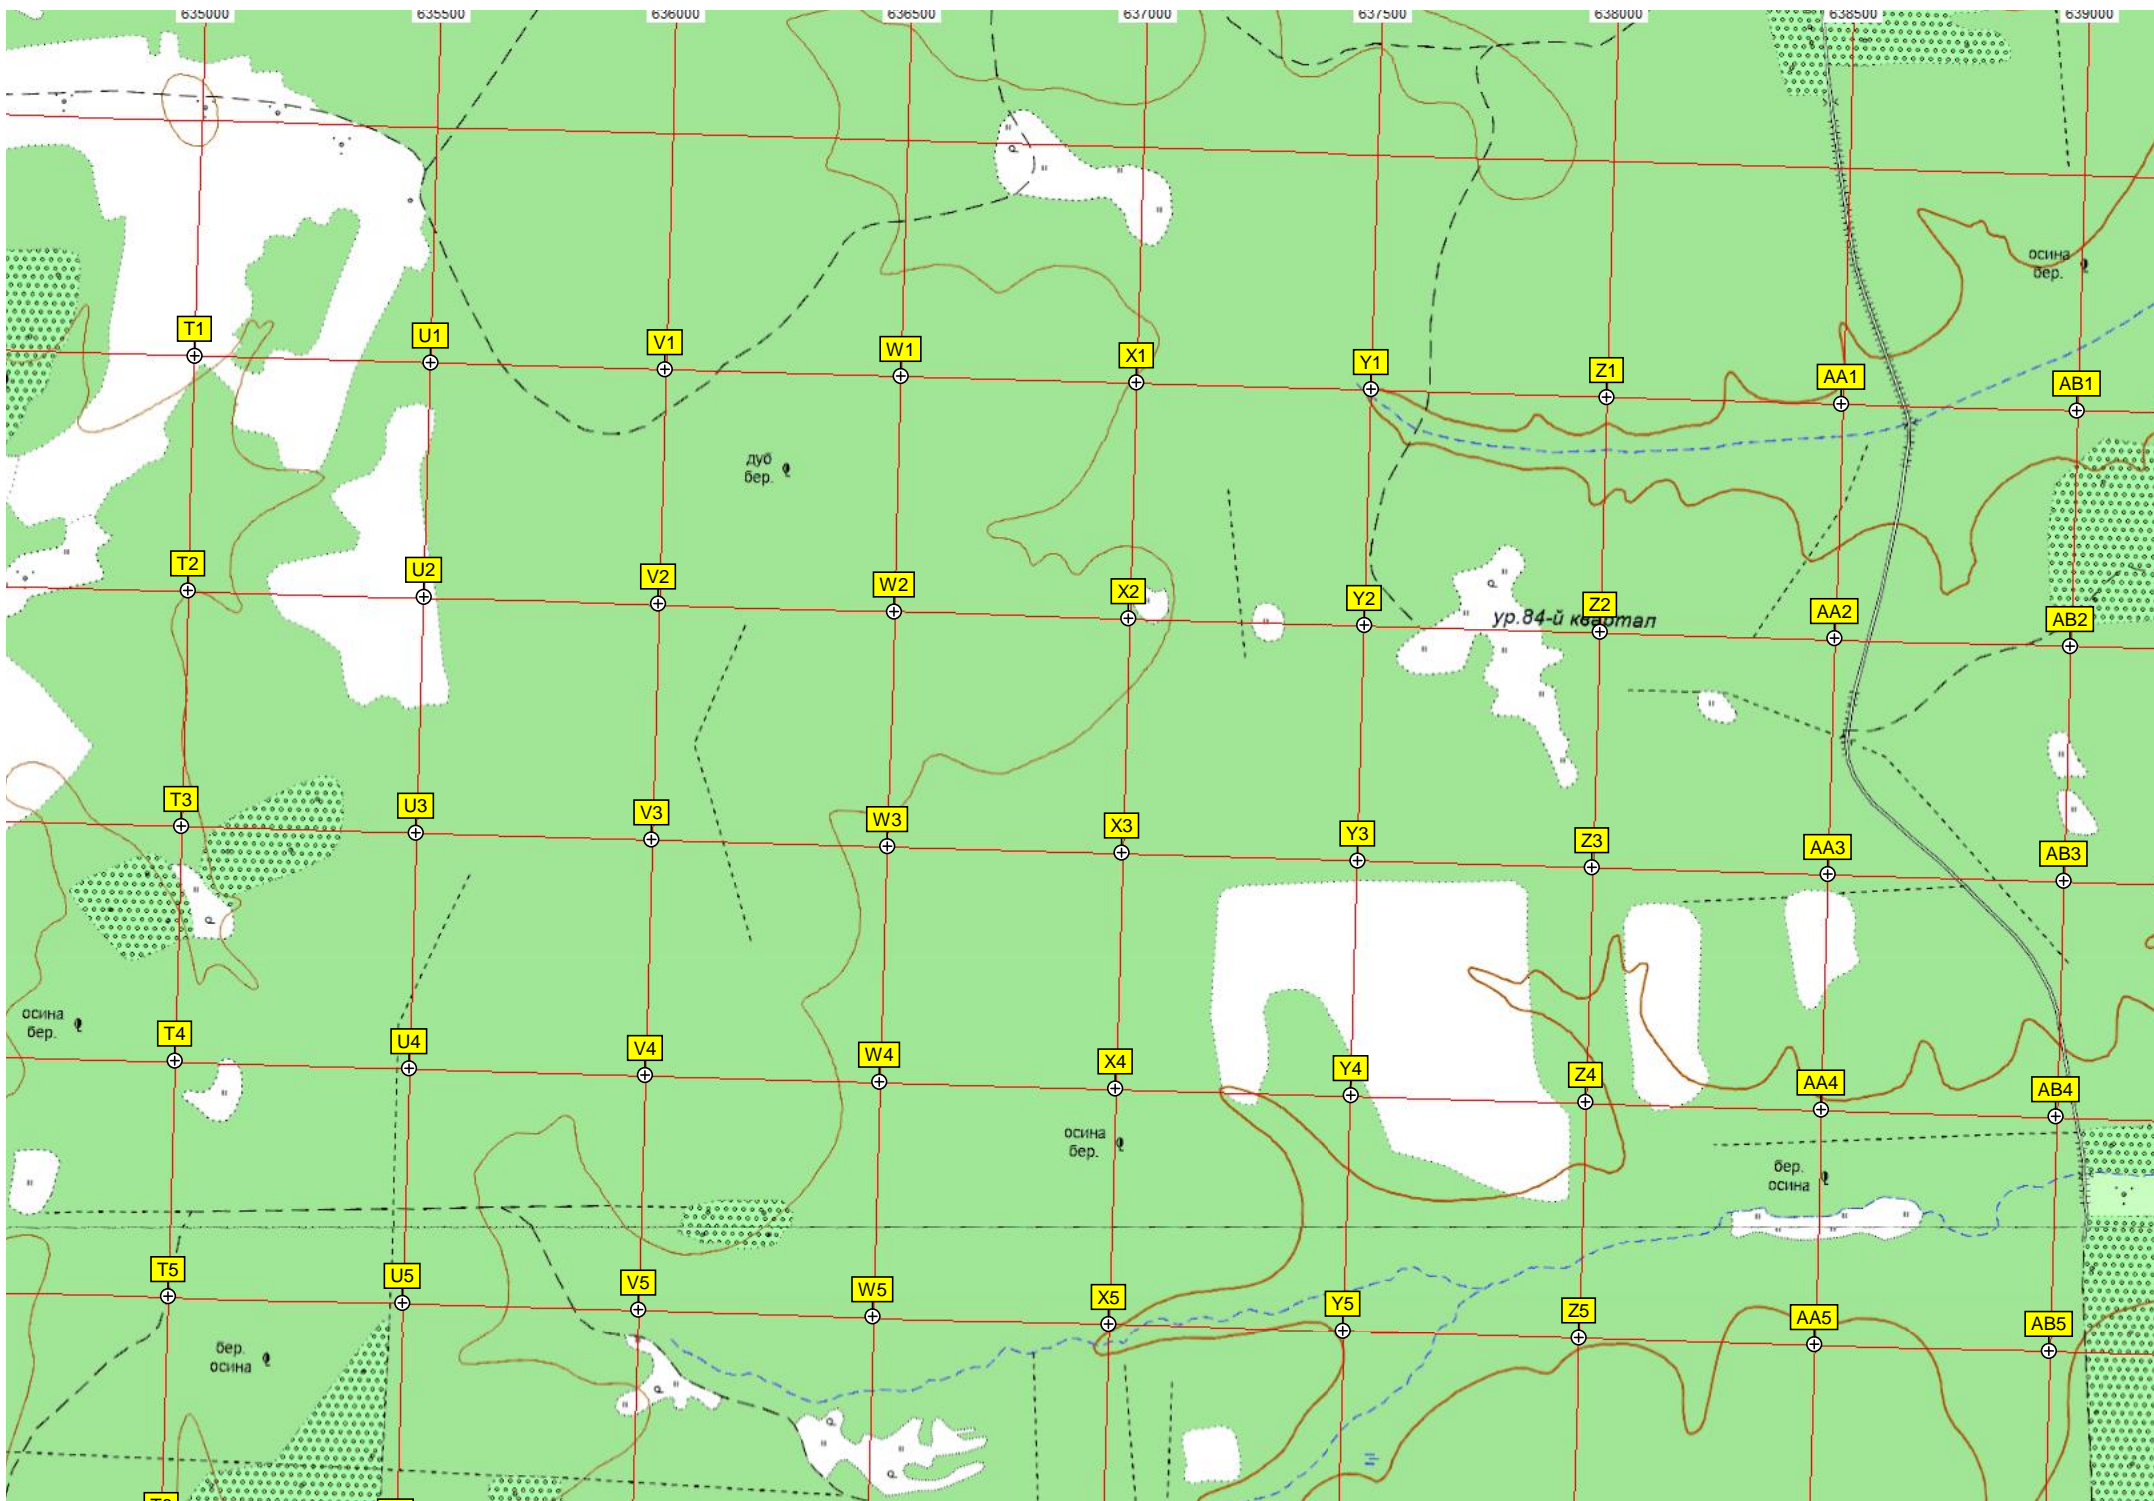 635000 635500 636000 636500 637000 637500 638000 638500 639000
осина
бер.
T1 U1 V1 W1 X1 Y1 Z1 AA1 AB1
дуб
бер.
T2 U2 V2 W2 X2 Y2 Z2 AA2 AB2
ур.84-й квартал
T3 U3 V3 W3 X3 Y3 Z3 AA3 AB3
осина
бер.
T4 U4 V4 W4 X4 Y4 Z4 AA4 AB4
осина
бер.
бер.
осина
T5 U5 V5 W5 X5 Y5 Z5 AA5 AB5
бер.
осина